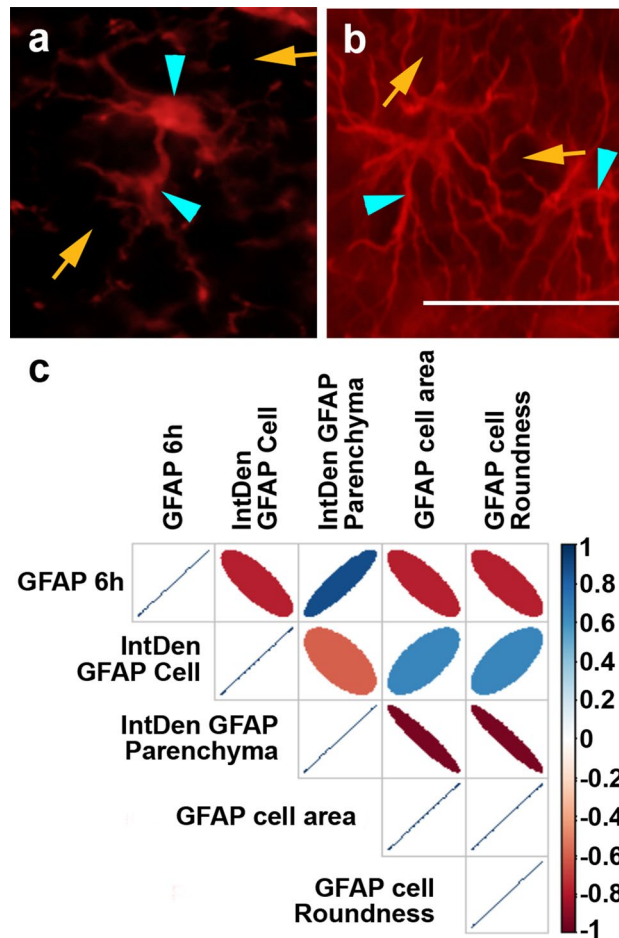 a
b
c
GFAP 6h
IntDen
GFAP Cell
IntDen GFAP
Parenchyma
GFAP cell area
GFAP cell
Roundness
GFAP 6h
IntDen
GFAP Cell
IntDen GFAP
Parenchyma
GFAP cell area
GFAP cell
Roundness
1
0.8
0.6
0.4
0.2
0
-0.2
-0.4
-0.6
-0.8
-1